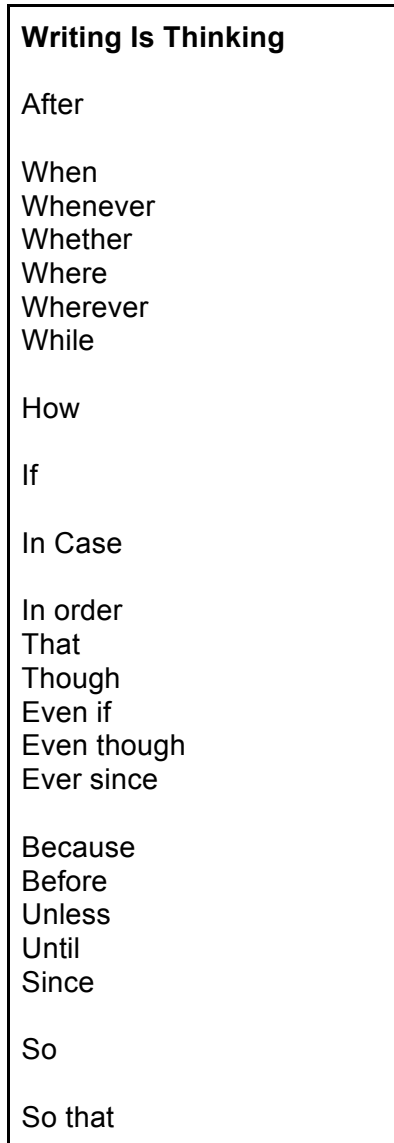 Writing Is Thinking
After
When
Whenever
Whether
Where
Wherever
While
How
If
In Case
In order
That
Though
Even if
Even though
Ever since
Because
Before
Unless
Until
Since
So
So that